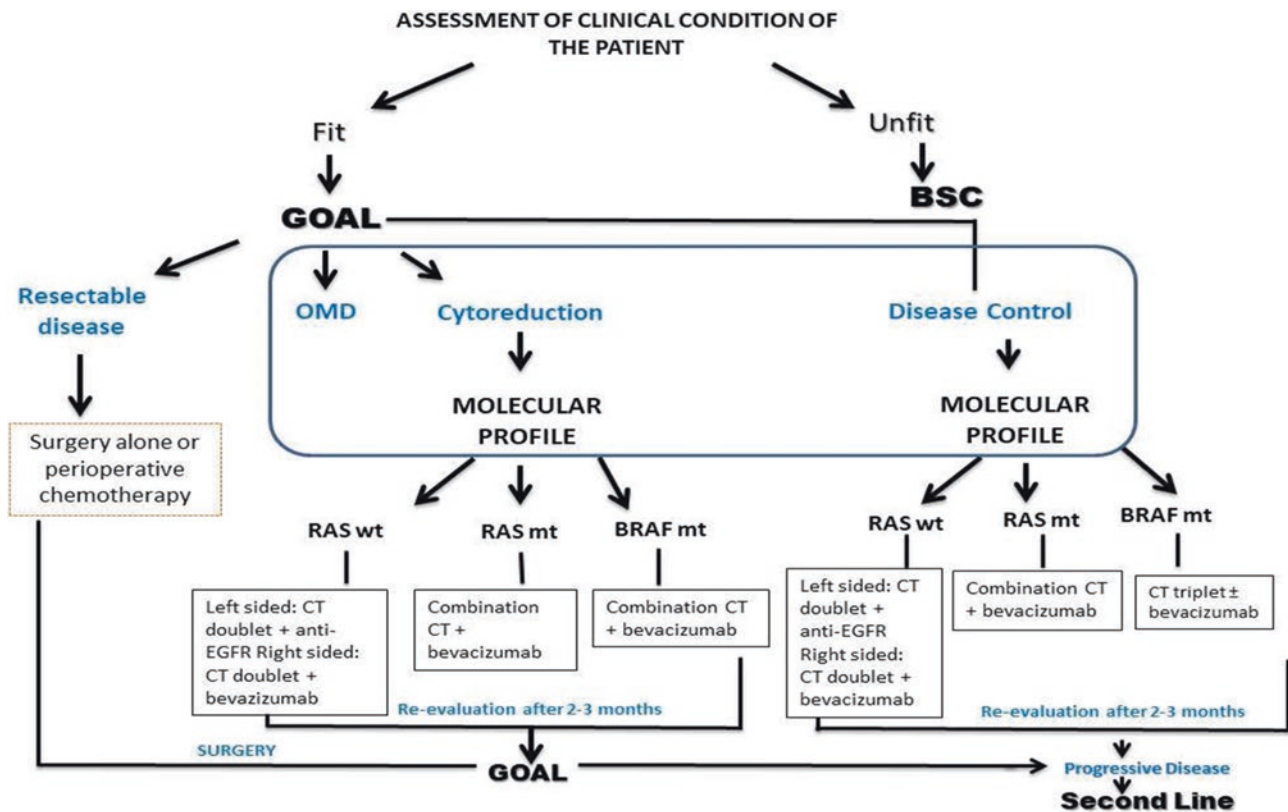 ASSESSMENT OF CLINICAL CONDITION OF
THE PATIENT
Fit
Unfit
GOAL
BSC
Resectable
disease
OMD
Cytoreduction
Disease Control
MOLECULAR
PROFILE
MOLECULAR
PROFILE
Surgery alone or
perioperative
chemotherapy
RAS wt
RAS mt
BRAF mt
RAS wt
RAS mt
BRAF mt
Left sided: CT
doublet + anti-
EGFR Right sided:
CT doublet +
bevazizumab
Combination
CT +
bevacizumab
Combination CT
+ bevacizumab
Left sided: CT
doublet +
anti-EGFR
Right sided:
CT doublet +
bevacizumab
Combination CT
+ bevacizumab
CT triplet ±
bevacizumab
Re-evaluation after 2-3 months
Re-evaluation after 2-3 months
SURGERY
GOAL
Progressive Disease
Second Line